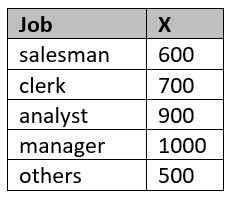 Job X
salesman 600
clerk 700
analyst 900
manager 1000
others 500